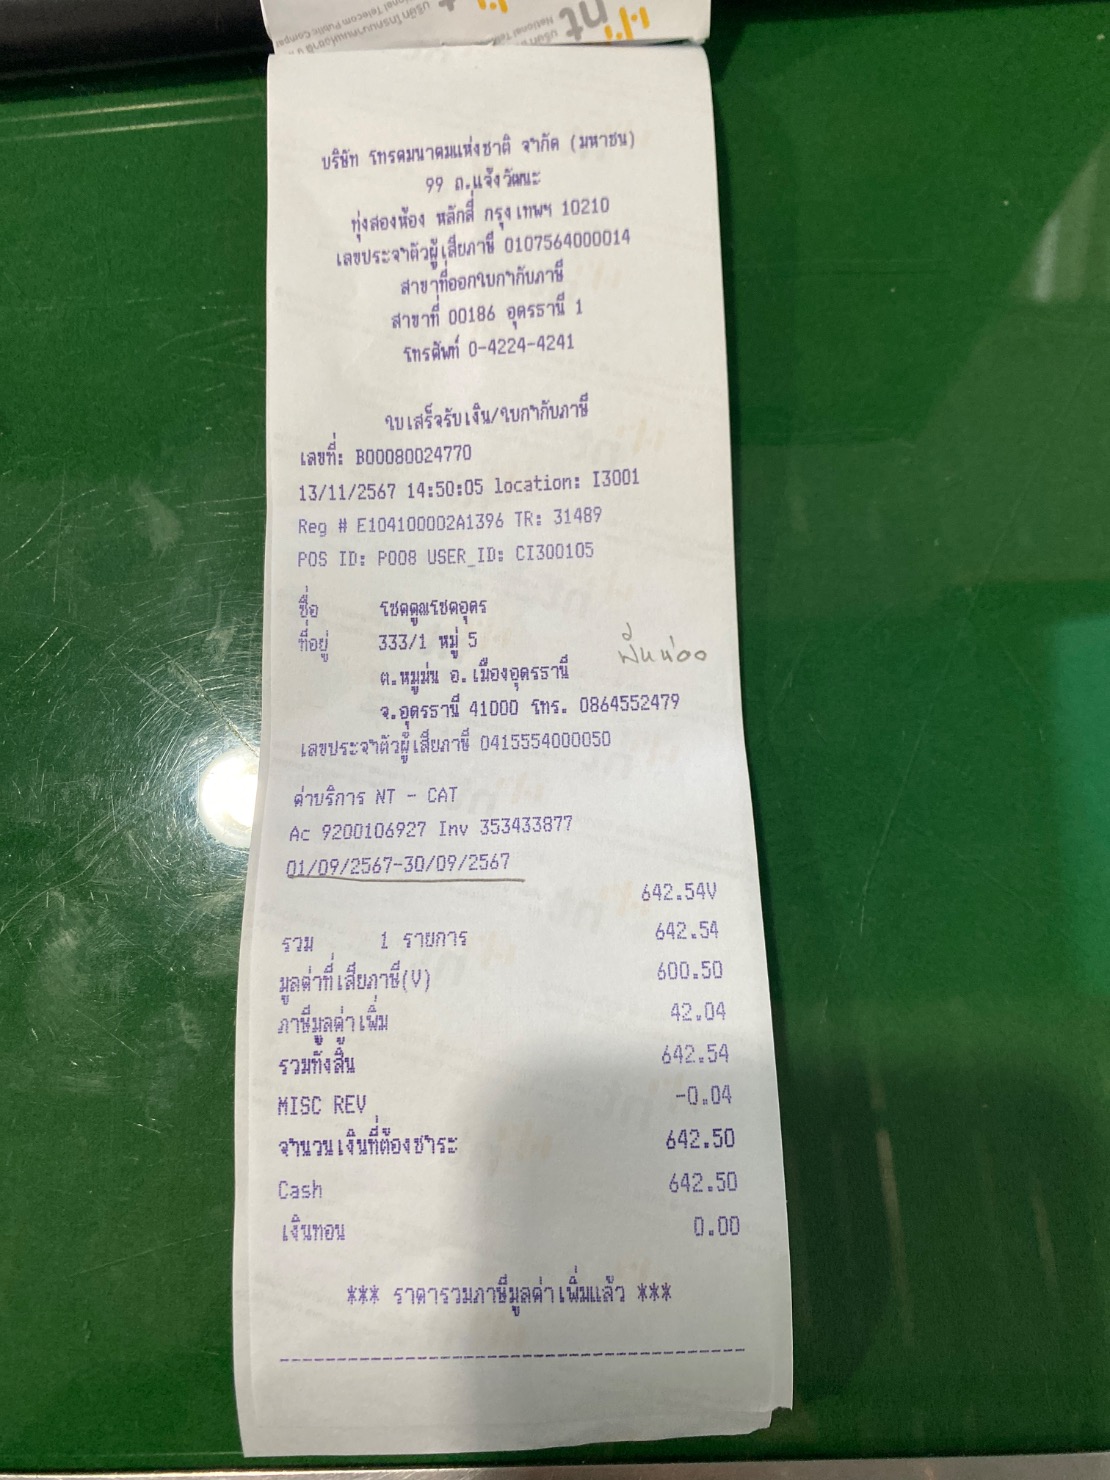 nt
บริษัท โทรคมนาคมแห่งชาติ จำกัด (มหาชน)
99 ถ.แจ้งวัฒนะ
ทุ่งสองห้อง หลักสี่ กรุงเทพฯ 10210
เลขประจำตัวผู้เสียภาษี 0107564000014
สาขาที่ออกใบกำกับภาษี
สาขาที่ 00186 อุดรธานี 1
โทรศัพท์ 0-4224-4241
ใบเสร็จรับเงิน/ใบกำกับภาษี
เลขที่: B00080024770
13/11/2567 14:50:05 location: I3001
Reg # E104100002A1396 TR: 31489
POS ID: P008 USER_ID: CI300105
ชื่อ โชคคูณโชคอุดร
ที่อยู่ 333/1 หมู่ 5
ต.หมูม่น อ.เมืองอุดรธานี
จ.อุดรธานี 41000 โทร. 0864552479
เลขประจำตัวผู้เสียภาษี 0415554000050
ค่าบริการ NT - CAT
Ac 9200106927 Inv 353433877
01/09/2567-30/09/2567
642.54V
รวม 1 รายการ 642.54
มูลค่าที่เสียภาษี(V) 600.50
ภาษีมูลค่าเพิ่ม 42.04
รวมทั้งสิ้น 642.54
MISC REV -0.04
จำนวนเงินที่ต้องชำระ 642.50
Cash 642.50
เงินทอน 0.00
*** ราคารวมภาษีมูลค่าเพิ่มแล้ว ***